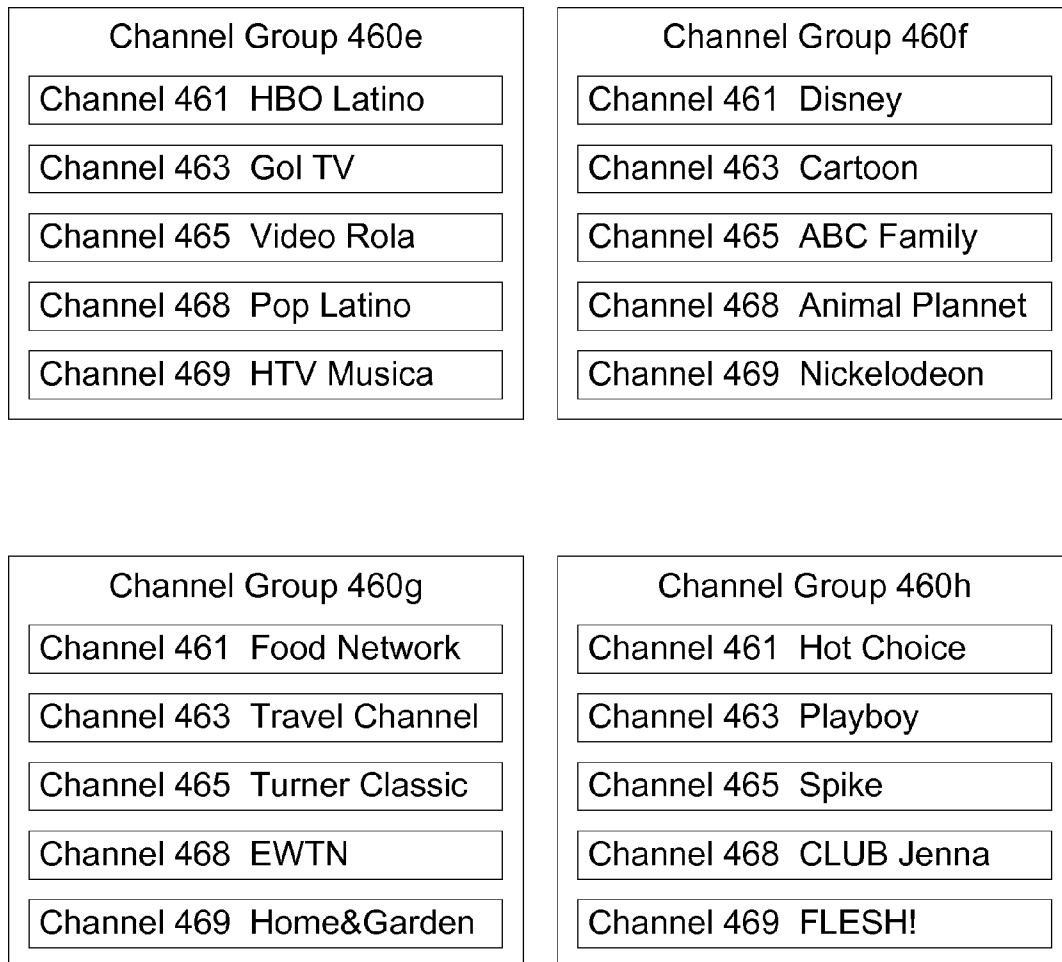 Channel Group 460e
Channel 461 HBO Latino
Channel 463 Gol TV
Channel 465 Video Rola
Channel 468 Pop Latino
Channel 469 HTV Musica
Channel Group 460f
Channel 461 Disney
Channel 463 Cartoon
Channel 465 ABC Family
Channel 468 Animal Plannet
Channel 469 Nickelodeon
Channel Group 460g
Channel 461 Food Network
Channel 463 Travel Channel
Channel 465 Turner Classic
Channel 468 EWTN
Channel 469 Home&Garden
Channel Group 460h
Channel 461 Hot Choice
Channel 463 Playboy
Channel 465 Spike
Channel 468 CLUB Jenna
Channel 469 FLESH!